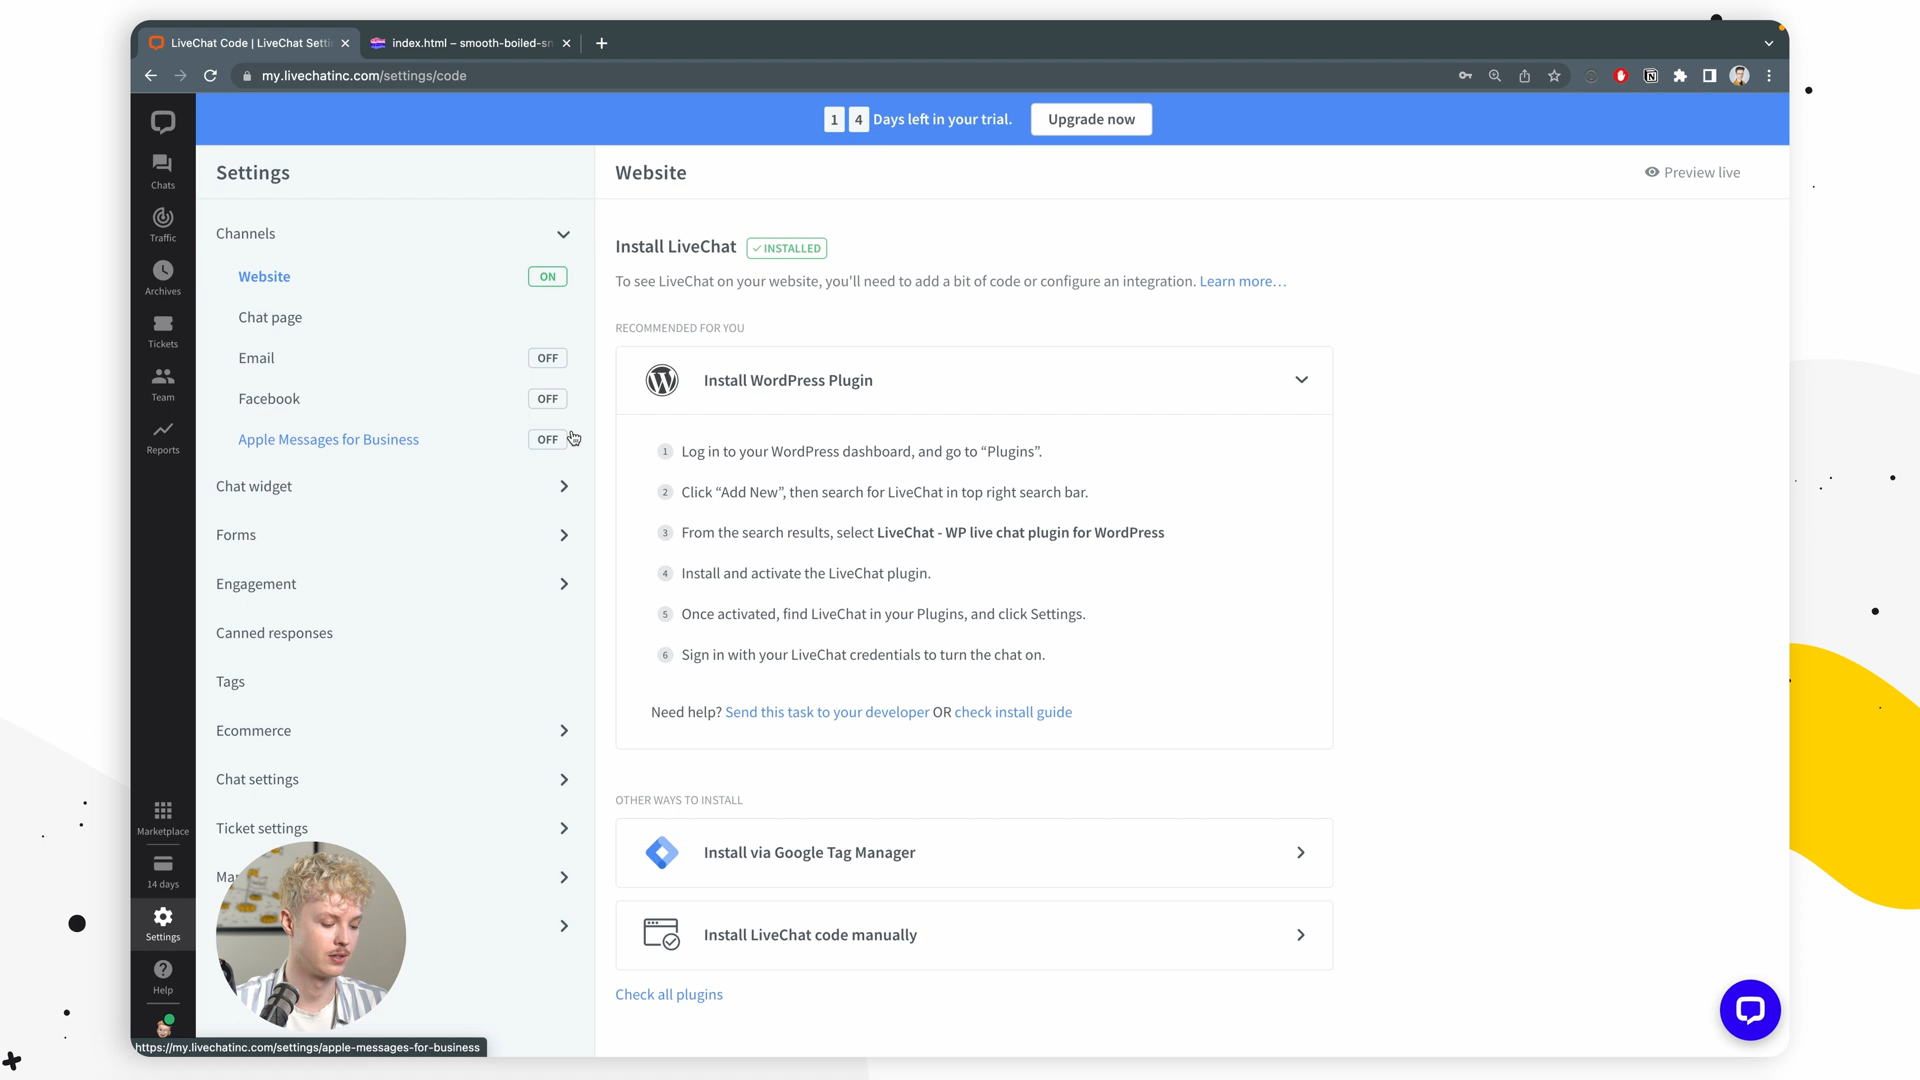 LiveChat Code | LiveChat Setti
index.html – smooth-boiled-sn
my.livechatinc.com/settings/code
1 4 Days left in your trial.
Upgrade now
Chats
Traffic
Archives
Tickets
Team
Reports
Marketplace
14 days
Settings
Help
Settings
Channels
Website ON
Chat page
Email OFF
Facebook OFF
Apple Messages for Business OFF
Chat widget
Forms
Engagement
Canned responses
Tags
Ecommerce
Chat settings
Ticket settings
https://my.livechatinc.com/settings/apple-messages-for-business
Website
Preview live
Install LiveChat INSTALLED
To see LiveChat on your website, you'll need to add a bit of code or configure an integration. Learn more…
RECOMMENDED FOR YOU
Install WordPress Plugin
1 Log in to your WordPress dashboard, and go to “Plugins”.
2 Click “Add New”, then search for LiveChat in top right search bar.
3 From the search results, select LiveChat - WP live chat plugin for WordPress
4 Install and activate the LiveChat plugin.
5 Once activated, find LiveChat in your Plugins, and click Settings.
6 Sign in with your LiveChat credentials to turn the chat on.
Need help? Send this task to your developer OR check install guide
OTHER WAYS TO INSTALL
Install via Google Tag Manager
Install LiveChat code manually
Check all plugins